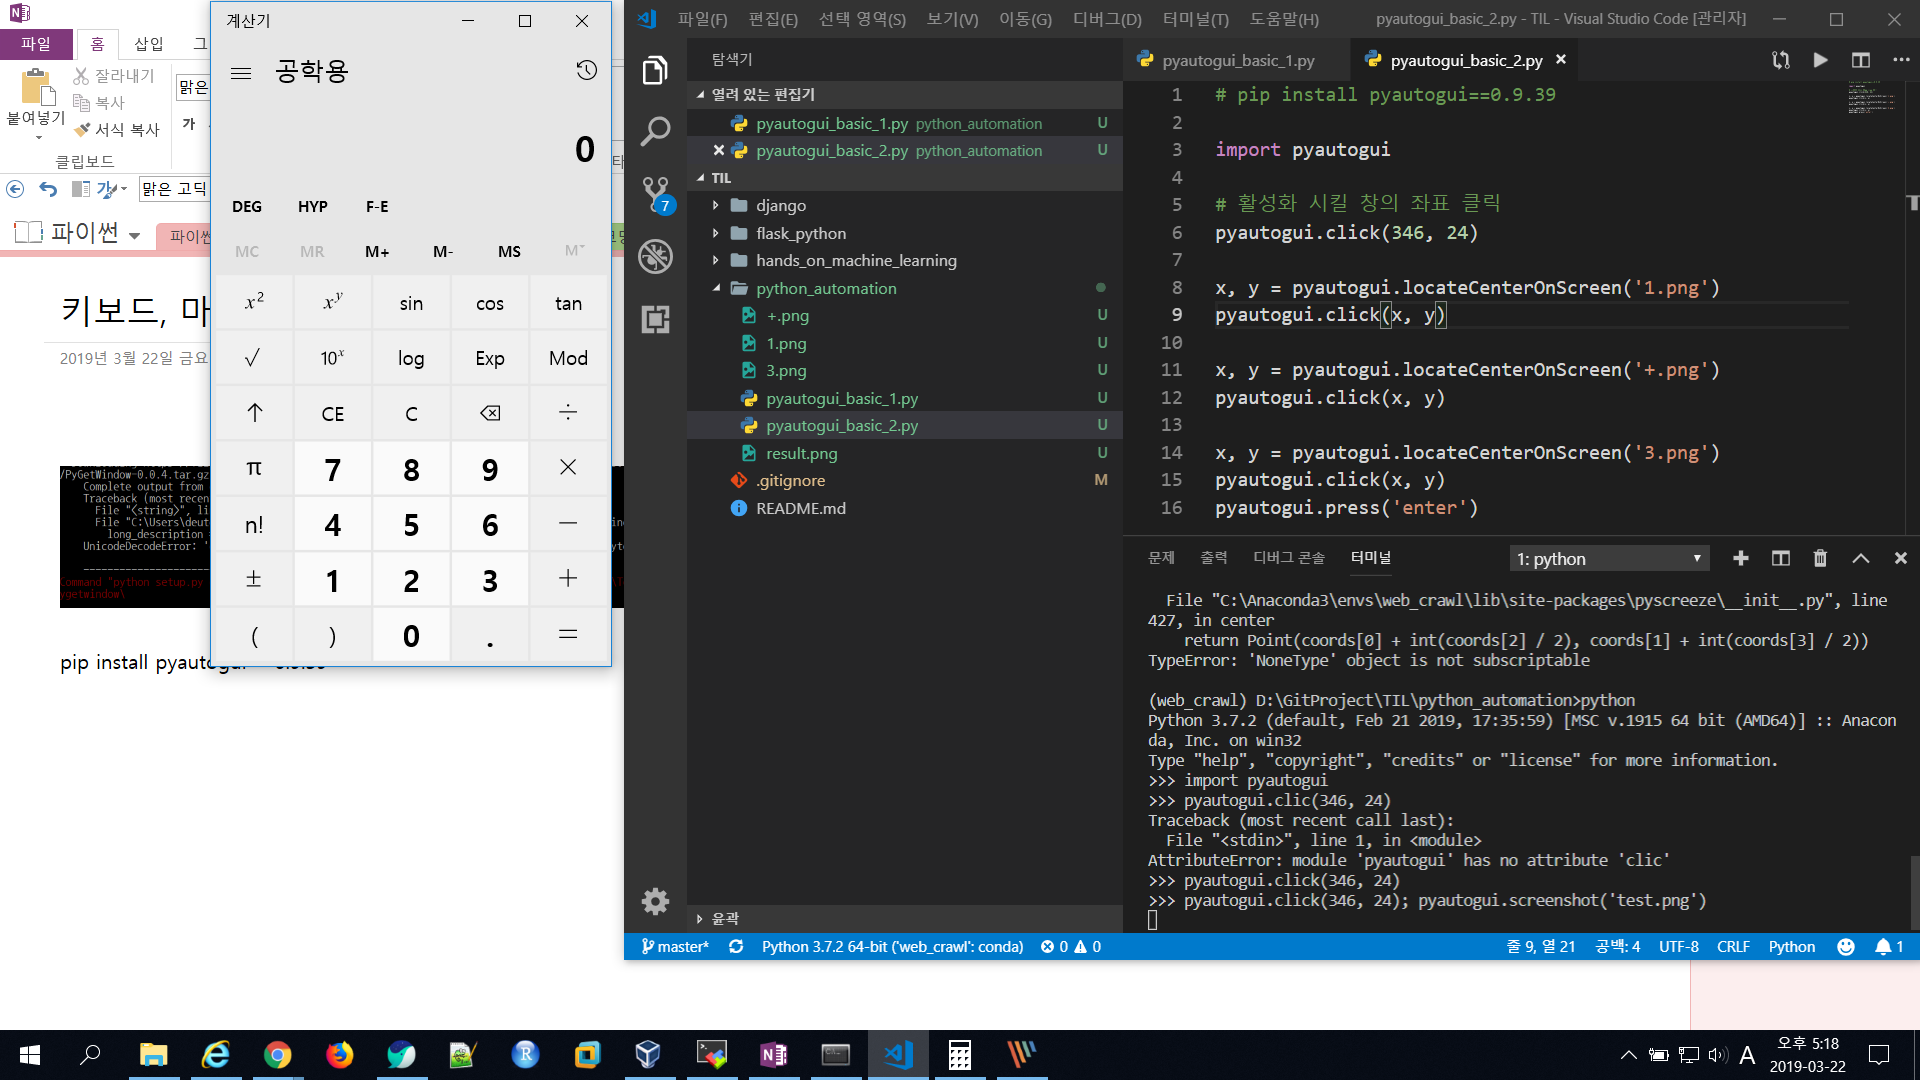 파일
홈
삽입
그
잘라내기
복사
서식 복사
붙여넣기
클립보드
맑은
가
맑은 고딕
파이썬
파이썬
키보드, 마
2019년 3월 22일 금요
/PyGetWindow-0.0.4.tar.gz
Complete output from
Traceback (most recen
File "<string>", li
File "C:\Users\deut
long_description
UnicodeDecodeError: '
Command "python setup.py
ygetwindow\
pip install pyautogui
계산기
공학용
0
DEG
HYP
F-E
MC
MR
M+
M-
MS
M
x²
xʸ
sin
cos
tan
√
10ˣ
log
Exp
Mod
↑
CE
C
÷
π
7
8
9
×
n!
4
5
6
−
±
1
2
3
+
(
)
0
.
=
파일(F)
편집(E)
선택 영역(S)
보기(V)
이동(G)
디버그(D)
터미널(T)
도움말(H)
pyautogui_basic_2.py - TIL - Visual Studio Code [관리자]
탐색기
열려 있는 편집기
pyautogui_basic_1.py python_automation U
pyautogui_basic_2.py python_automation U
TIL
7
django
flask_python
hands_on_machine_learning
python_automation
+.png U
1.png U
3.png U
pyautogui_basic_1.py U
pyautogui_basic_2.py U
result.png U
.gitignore M
README.md
윤곽
pyautogui_basic_1.py
pyautogui_basic_2.py
1 # pip install pyautogui==0.9.39
2
3 import pyautogui
4
5 # 활성화 시킬 창의 좌표 클릭
6 pyautogui.click(346, 24)
7
8 x, y = pyautogui.locateCenterOnScreen('1.png')
9 pyautogui.click(x, y)
10
11 x, y = pyautogui.locateCenterOnScreen('+.png')
12 pyautogui.click(x, y)
13
14 x, y = pyautogui.locateCenterOnScreen('3.png')
15 pyautogui.click(x, y)
16 pyautogui.press('enter')
문제
출력
디버그 콘솔
터미널
1: python
File "C:\Anaconda3\envs\web_crawl\lib\site-packages\pyscreeze\__init__.py", line
427, in center
return Point(coords[0] + int(coords[2] / 2), coords[1] + int(coords[3] / 2))
TypeError: 'NoneType' object is not subscriptable
(web_crawl) D:\GitProject\TIL\python_automation>python
Python 3.7.2 (default, Feb 21 2019, 17:35:59) [MSC v.1915 64 bit (AMD64)] :: Anacon
da, Inc. on win32
Type "help", "copyright", "credits" or "license" for more information.
>>> import pyautogui
>>> pyautogui.clic(346, 24)
Traceback (most recent call last):
File "<stdin>", line 1, in <module>
AttributeError: module 'pyautogui' has no attribute 'clic'
>>> pyautogui.click(346, 24)
>>> pyautogui.click(346, 24); pyautogui.screenshot('test.png')
master*
Python 3.7.2 64-bit ('web_crawl': conda)
0
0
줄 9, 열 21
공백: 4
UTF-8
CRLF
Python
1
A
오후 5:18
2019-03-22